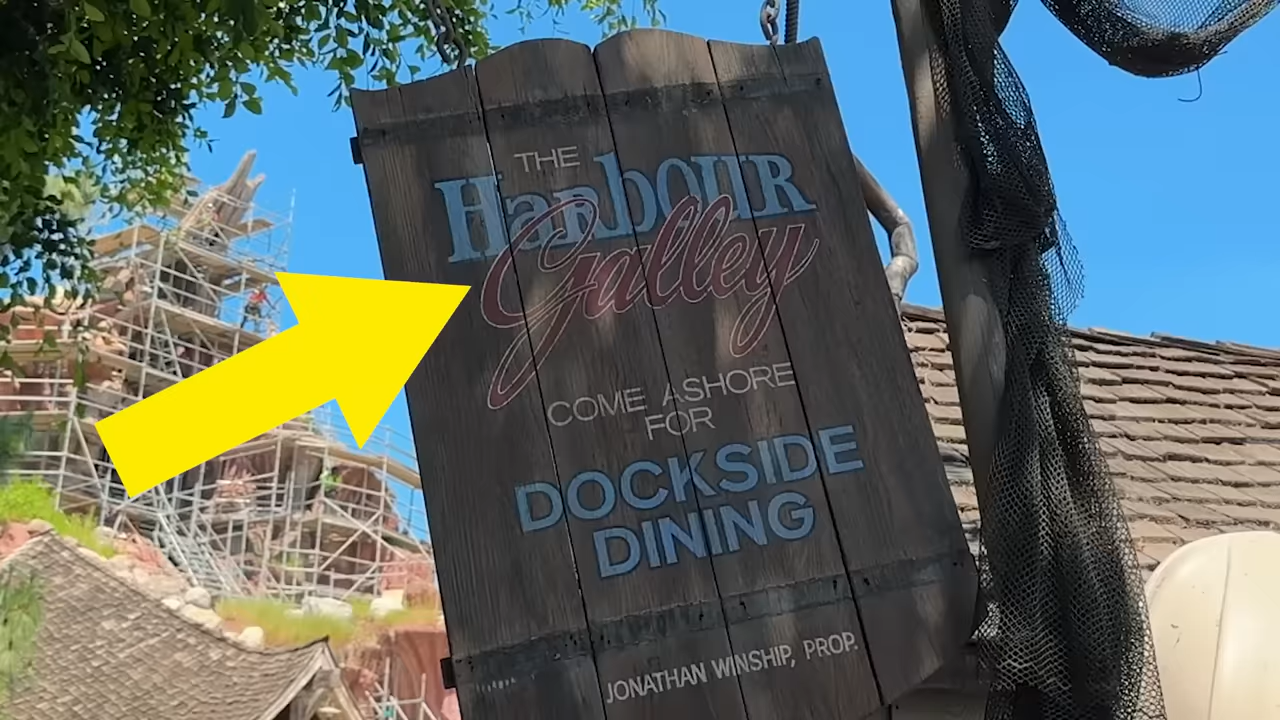 THE
HarbOUR
Galley
COME ASHORE
FOR
DOCKSIDE
DINING
JONATHAN WINSHIP, PROP.